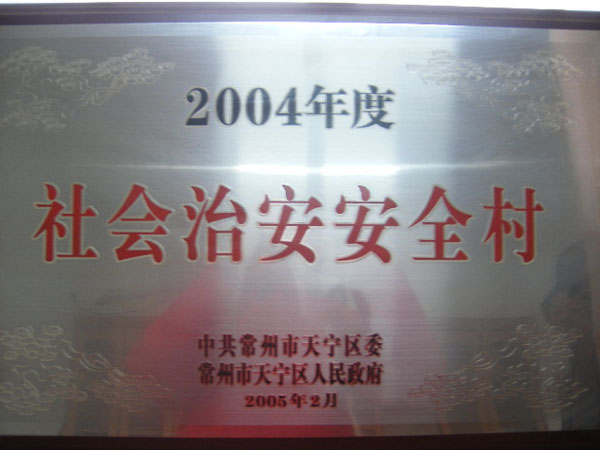 2004年度
社会治安安全村
中共常州市天宁区委
常州市天宁区人民政府
2005年2月